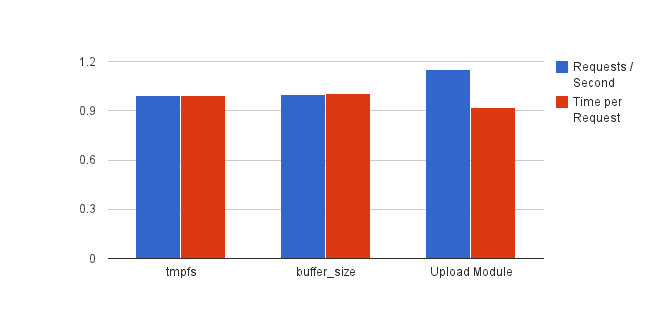 1.2
0.9
0.6
0.3
0
tmpfs
buffer_size
Upload Module
Requests /
Second
Time per
Request